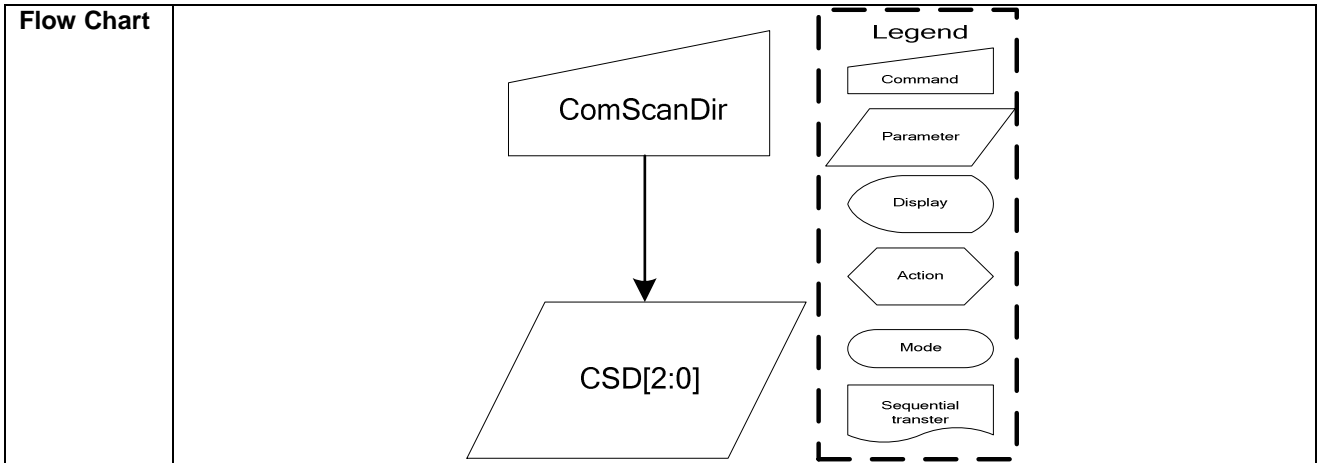 Flow Chart
ComScanDir
CSD[2:0]
Legend
Command
Parameter
Display
Action
Mode
Sequential
transter